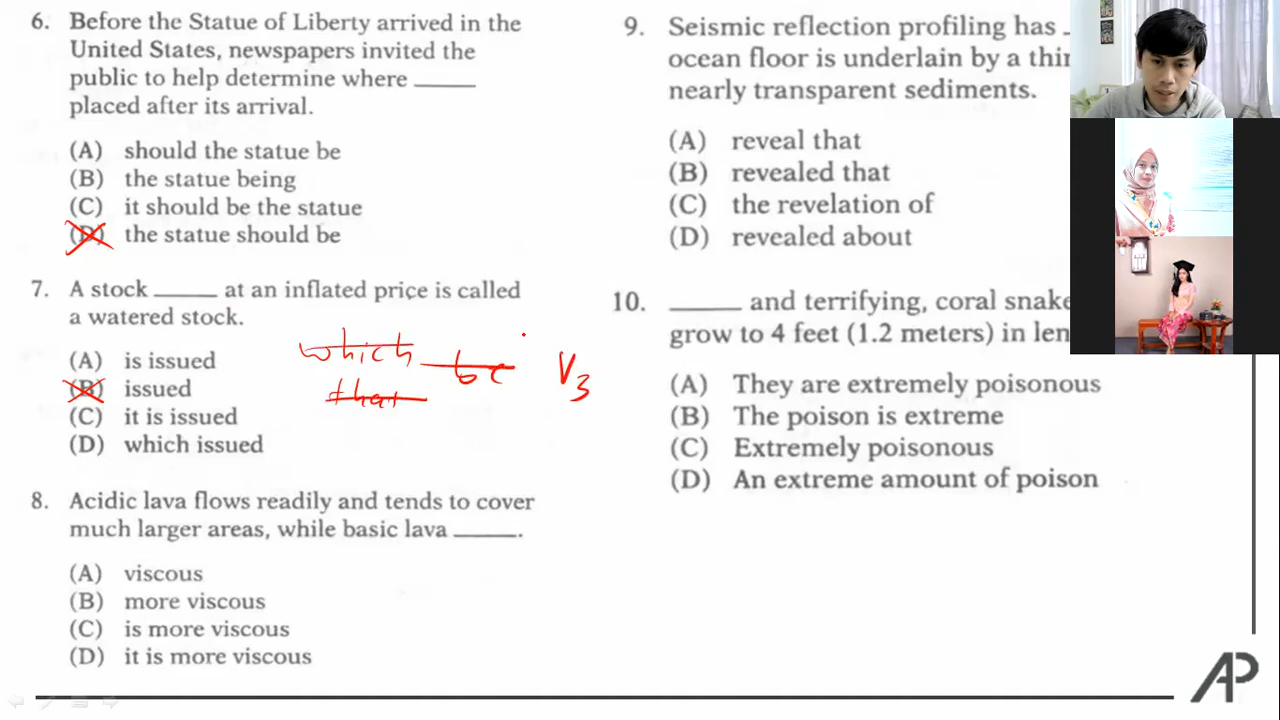 6. Before the Statue of Liberty arrived in the
United States, newspapers invited the
public to help determine where _____
placed after its arrival.
(A) should the statue be
(B) the statue being
(C) it should be the statue
(D) the statue should be
7. A stock _____ at an inflated price is called
a watered stock.
(A) is issued
(B) issued
(C) it is issued
(D) which issued
which be V3
that
8. Acidic lava flows readily and tends to cover
much larger areas, while basic lava _____.
(A) viscous
(B) more viscous
(C) is more viscous
(D) it is more viscous
9. Seismic reflection profiling has
ocean floor is underlain by a
nearly transparent sediments.
(A) reveal that
(B) revealed that
(C) the revelation of
(D) revealed about
10. _____ and terrifying, coral
grow to 4 feet (1.2 meters) in
(A) They are extremely poisonous
(B) The poison is extreme
(C) Extremely poisonous
(D) An extreme amount of poison
AP